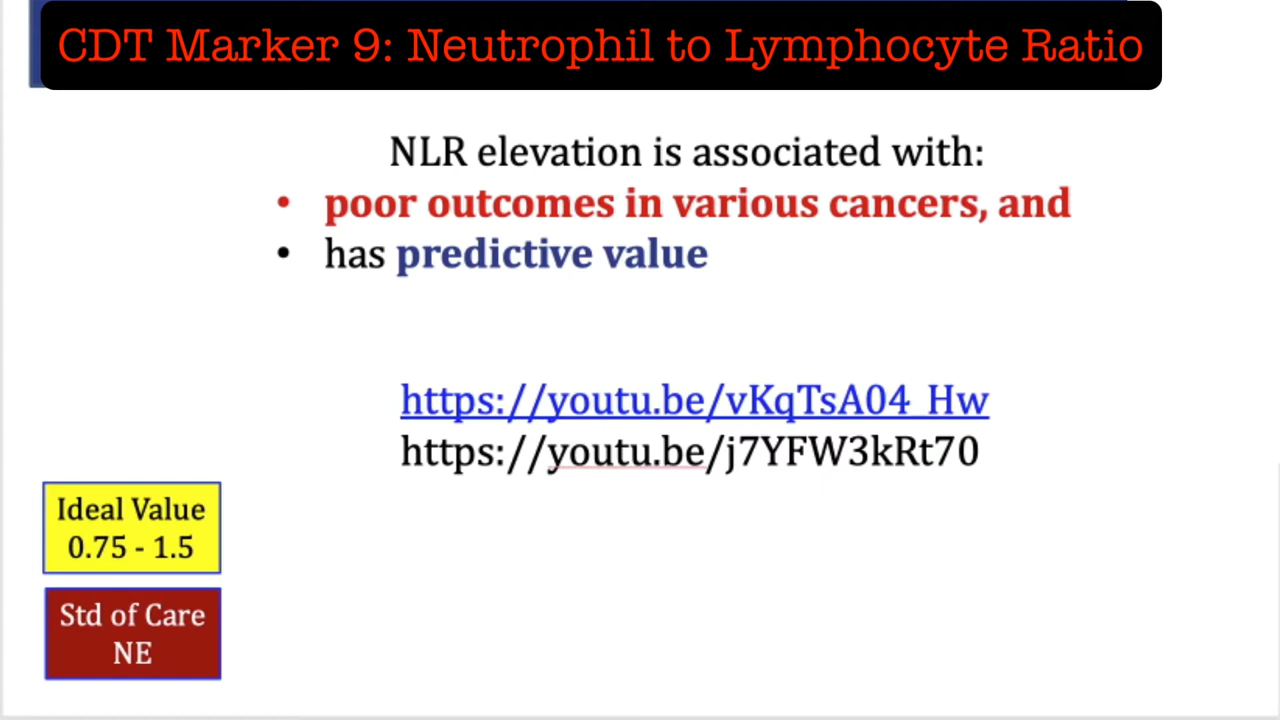 CDT Marker 9: Neutrophil to Lymphocyte Ratio
NLR elevation is associated with:
• poor outcomes in various cancers, and
• has predictive value
https://youtu.be/vKqTsA04_Hw
https://youtu.be/j7YFW3kRt70
Ideal Value
0.75 - 1.5
Std of Care
NE